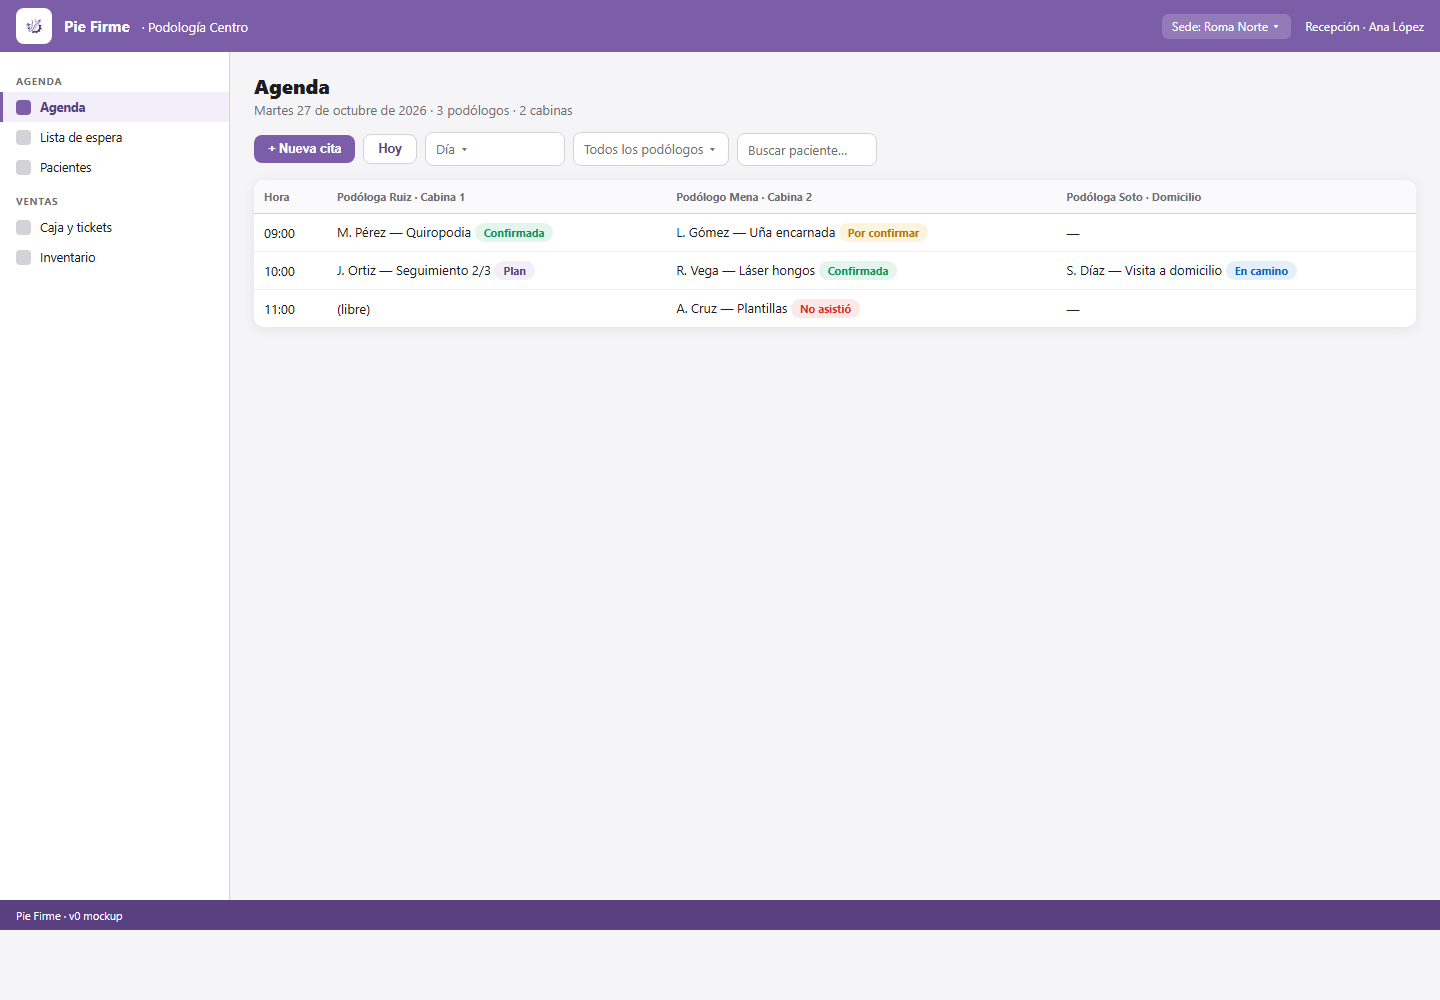 Pie Firme · Podología Centro
Sede: Roma Norte ▾
Recepción · Ana López
AGENDA
Agenda
Lista de espera
Pacientes
VENTAS
Caja y tickets
Inventario
Agenda
Martes 27 de octubre de 2026 · 3 podólogos · 2 cabinas
+ Nueva cita
Hoy
Día ▾
Todos los podólogos ▾
Buscar paciente...
Hora Podóloga Ruiz · Cabina 1 Podólogo Mena · Cabina 2 Podóloga Soto · Domicilio
09:00 M. Pérez — Quiropodia Confirmada L. Gómez — Uña encarnada Por confirmar —
10:00 J. Ortiz — Seguimiento 2/3 Plan R. Vega — Láser hongos Confirmada S. Díaz — Visita a domicilio En camino
11:00 (libre) A. Cruz — Plantillas No asistió —
Pie Firme · v0 mockup